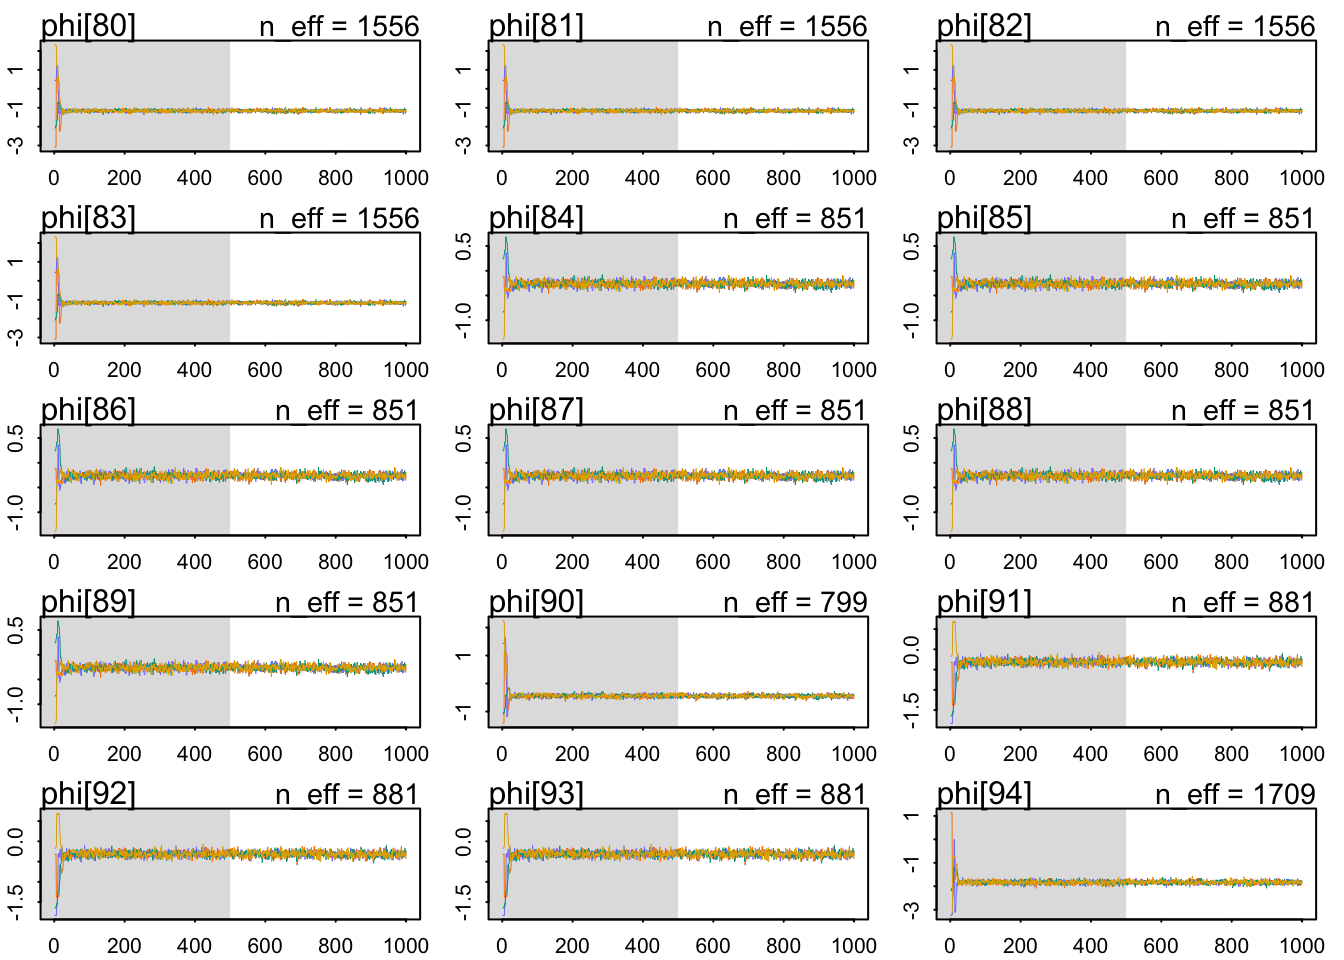 phi[80] n_eff = 1556 phi[81] n_eff = 1556 phi[82] n_eff = 1556
1 1 1
-1 -1 -1
-3 -3 -3
0 200 400 600 800 1000 0 200 400 600 800 1000 0 200 400 600 800 1000
phi[83] n_eff = 1556 phi[84] n_eff = 851 phi[85] n_eff = 851
1 0.5 0.5
-1 -1.0 -1.0
-3
0 200 400 600 800 1000 0 200 400 600 800 1000 0 200 400 600 800 1000
phi[86] n_eff = 851 phi[87] n_eff = 851 phi[88] n_eff = 851
0.5 0.5 0.5
-1.0 -1.0 -1.0
0 200 400 600 800 1000 0 200 400 600 800 1000 0 200 400 600 800 1000
phi[89] n_eff = 851 phi[90] n_eff = 799 phi[91] n_eff = 881
0.5 1 0.0
-1.0 -1 -1.5
0 200 400 600 800 1000 0 200 400 600 800 1000 0 200 400 600 800 1000
phi[92] n_eff = 881 phi[93] n_eff = 881 phi[94] n_eff = 1709
0.0 0.0 1
-1.5 -1.5 -1
-3
0 200 400 600 800 1000 0 200 400 600 800 1000 0 200 400 600 800 1000